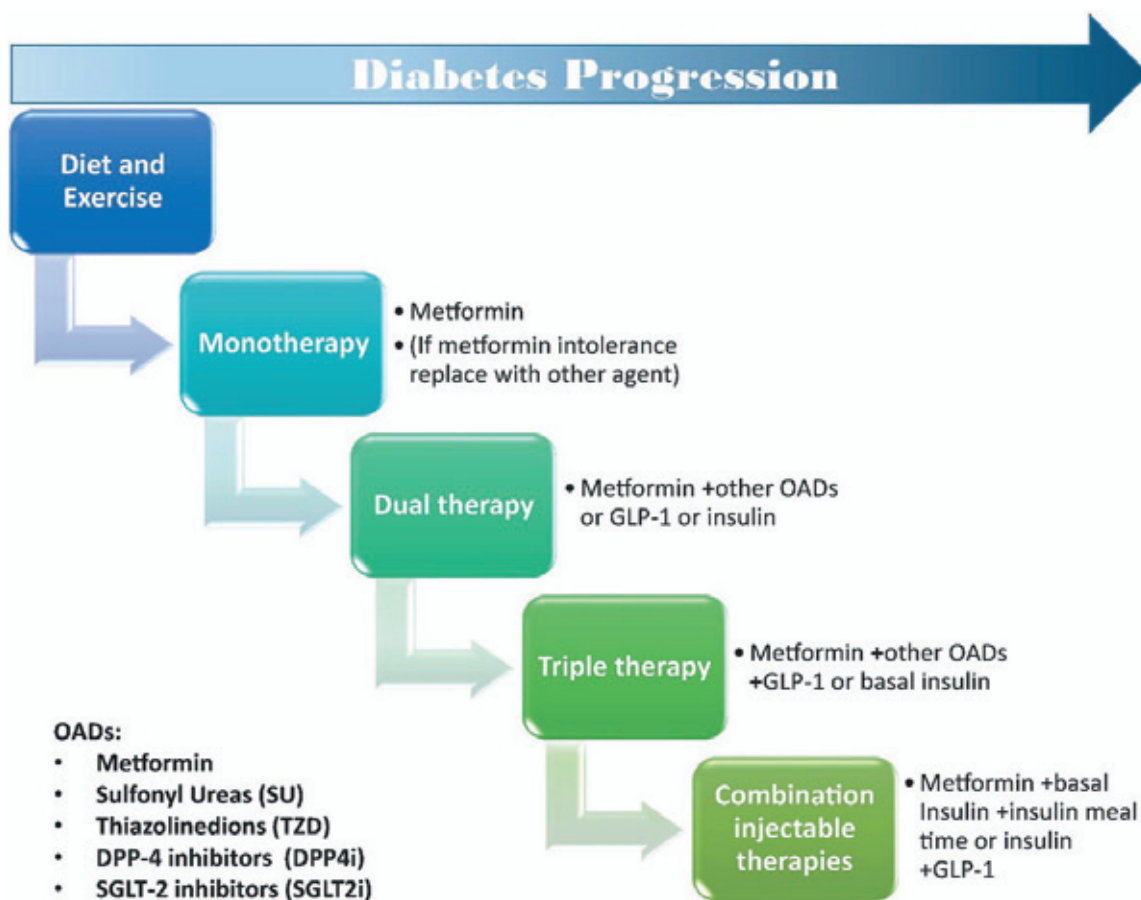 Diabetes Progression
Diet and
Exercise
Monotherapy
• Metformin
• (If metformin intolerance
replace with other agent)
Dual therapy
• Metformin +other OADs
or GLP-1 or insulin
Triple therapy
• Metformin +other OADs
+GLP-1 or basal insulin
Combination
injectable
therapies
• Metformin +basal
Insulin +insulin meal
time or insulin
+GLP-1
OADs:
• Metformin
• Sulfonyl Ureas (SU)
• Thiazolinedions (TZD)
• DPP-4 inhibitors (DPP4i)
• SGLT-2 inhibitors (SGLT2i)